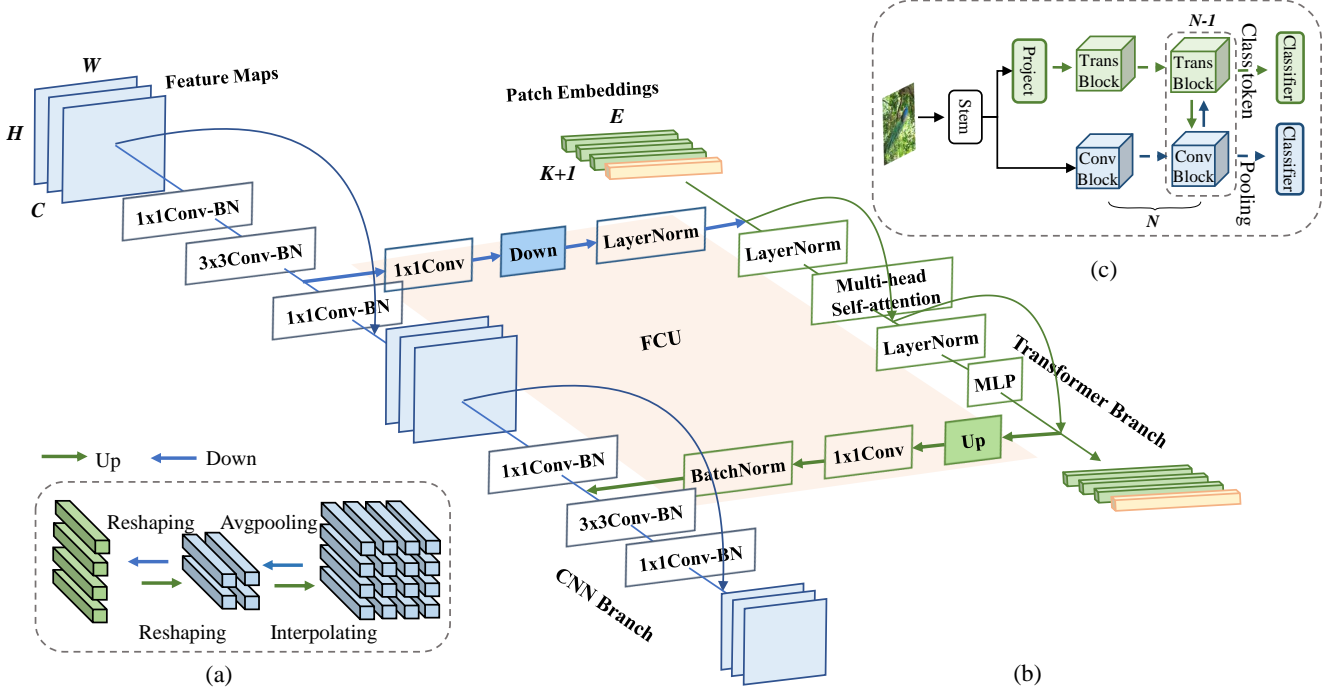 W
Feature Maps
H
C
1x1Conv-BN
3x3Conv-BN
1x1Conv-BN
1x1Conv
Down
LayerNorm
Patch Embeddings
E
K+1
LayerNorm
Multi-head
Self-attention
LayerNorm
MLP
Transformer Branch
FCU
Up
1x1Conv
BatchNorm
1x1Conv-BN
3x3Conv-BN
1x1Conv-BN
CNN Branch
(b)
Up
Down
Reshaping
Avgpooling
Reshaping
Interpolating
(a)
N-1
Stem
Project
Trans
Block
Trans
Block
Class token
Classifier
Conv
Block
Conv
Block
Pooling
Classifier
N
(c)